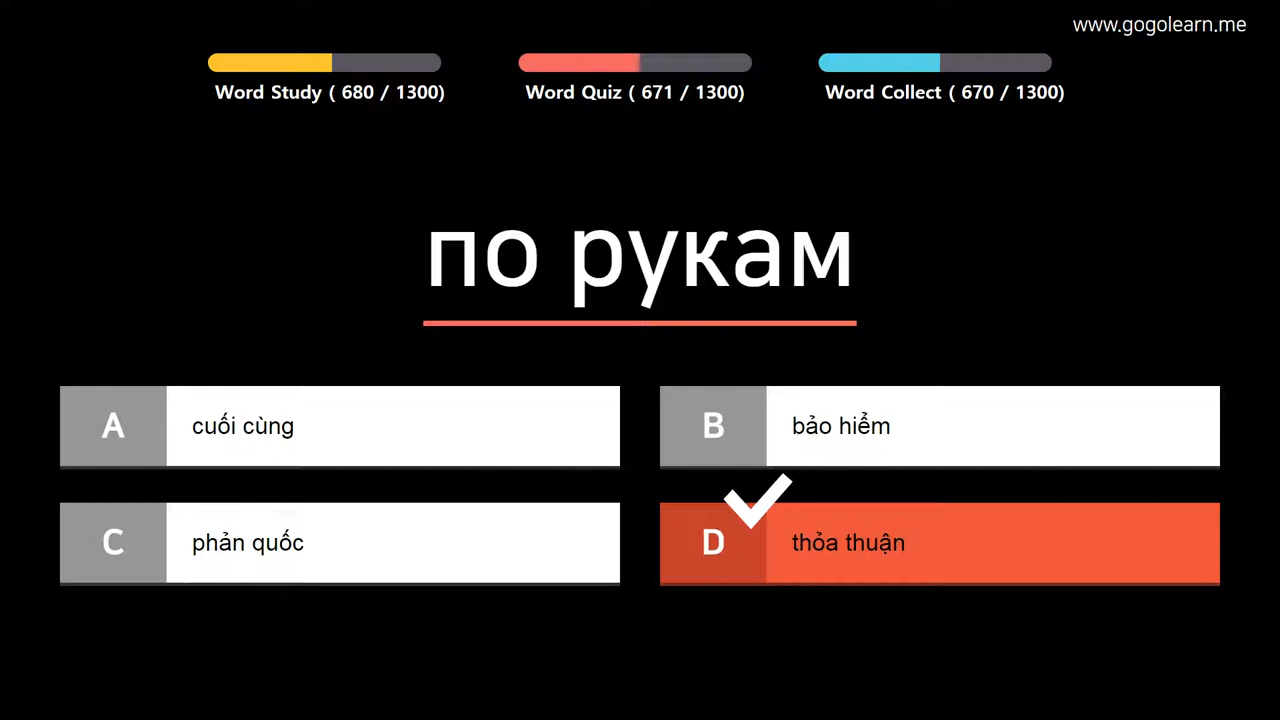 www.gogolearn.me
Word Study ( 680 / 1300)
Word Quiz ( 671 / 1300)
Word Collect ( 670 / 1300)
по рукам
A cuối cùng
B bảo hiểm
C phản quốc
D thỏa thuận